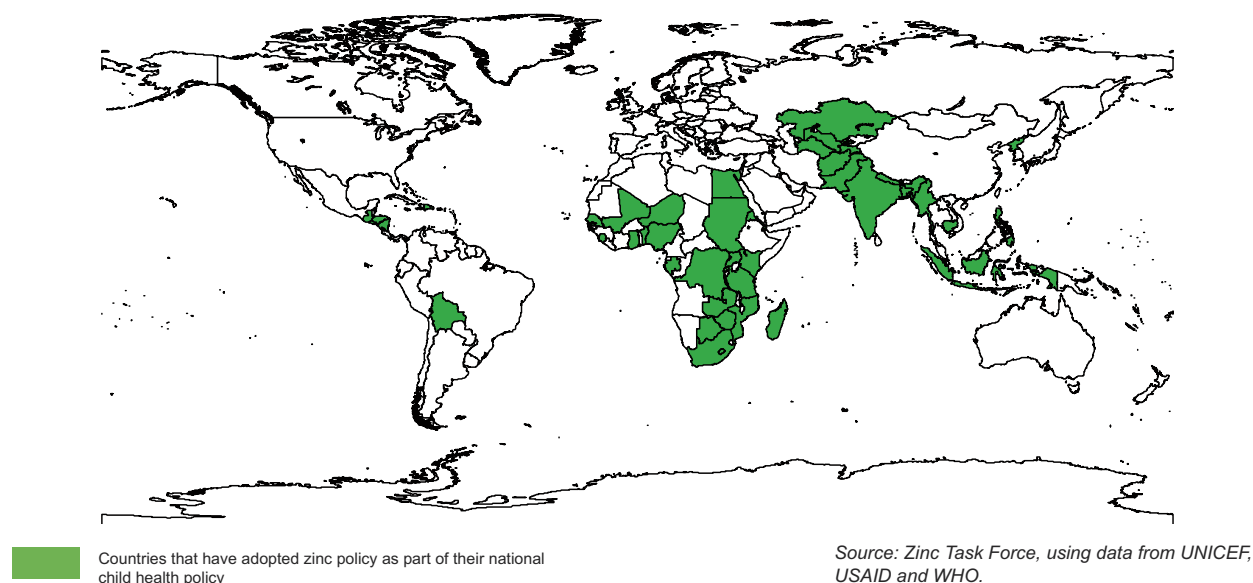 Countries that have adopted zinc policy as part of their national
child health policy
Source: Zinc Task Force, using data from UNICEF,
USAID and WHO.